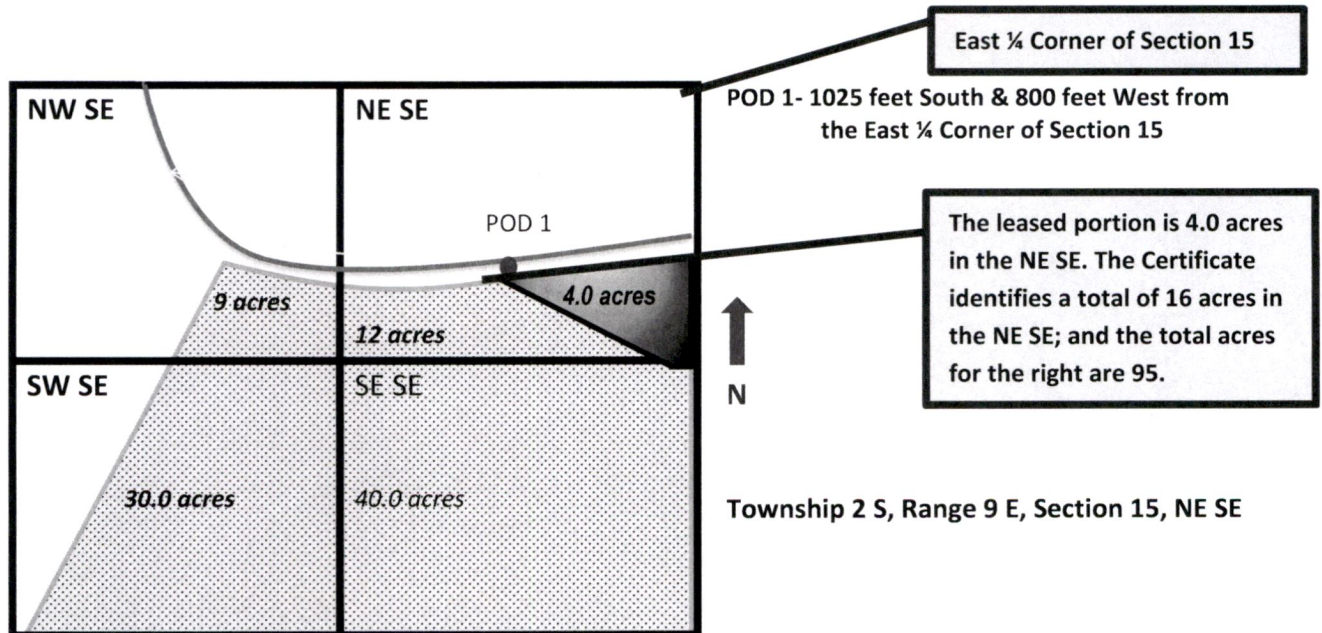 East ¼ Corner of Section 15
NW SE
NE SE
POD 1- 1025 feet South & 800 feet West from
the East ¼ Corner of Section 15
POD 1
The leased portion is 4.0 acres
in the NE SE. The Certificate
identifies a total of 16 acres in
the NE SE; and the total acres
for the right are 95.
9 acres
4.0 acres
12 acres
N
SW SE
SE SE
30.0 acres
40.0 acres
Township 2 S, Range 9 E, Section 15, NE SE